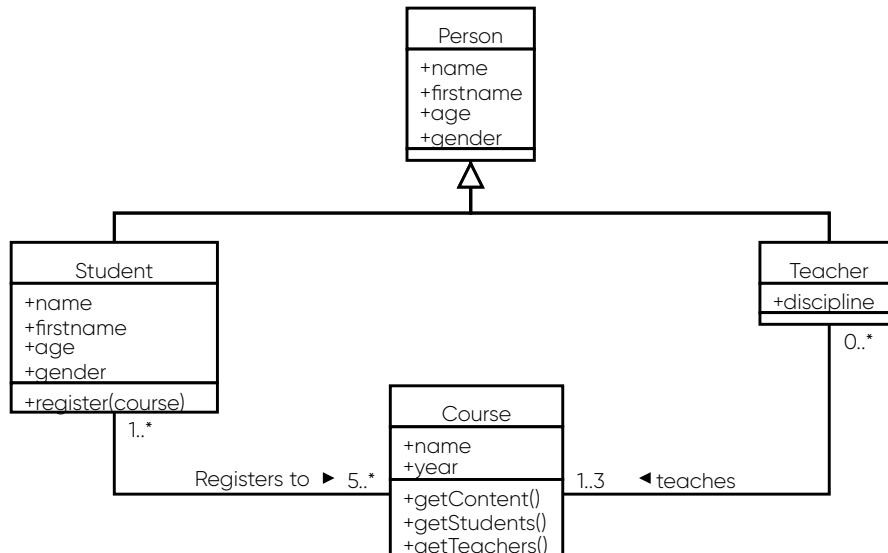 Person
+name
+firstname
+age
+gender
Student
+name
+firstname
+age
+gender
+register(course)
Teacher
+discipline
0..*
1..*
Course
+name
+year
+getContent()
+getStudents()
+getTeachers()
Registers to ► 5..*
1..3 ◄ teaches